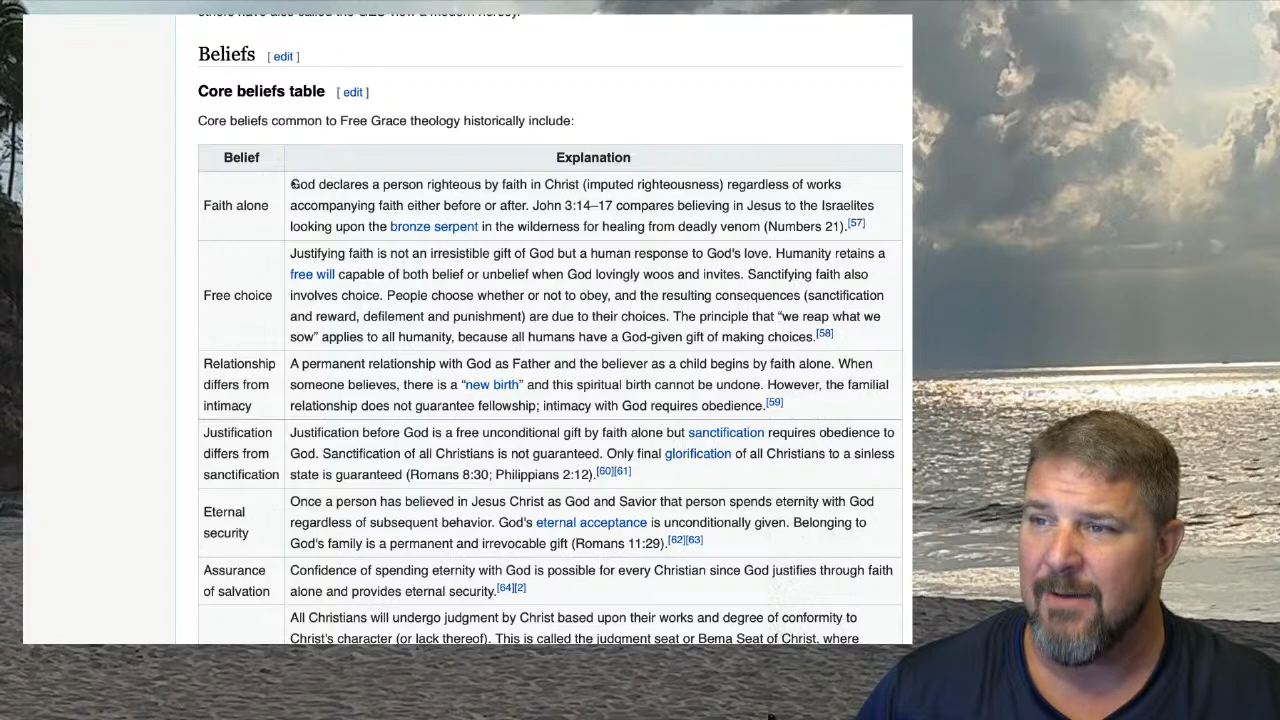 others have also called the GES view a modern heresy.
Beliefs [ edit ]
Core beliefs table [ edit ]
Core beliefs common to Free Grace theology historically include:
Belief Explanation
Faith alone
God declares a person righteous by faith in Christ (imputed righteousness) regardless of works
accompanying faith either before or after. John 3:14–17 compares believing in Jesus to the Israelites
looking upon the bronze serpent in the wilderness for healing from deadly venom (Numbers 21).[57]
Free choice
Justifying faith is not an irresistible gift of God but a human response to God's love. Humanity retains a
free will capable of both belief or unbelief when God lovingly woos and invites. Sanctifying faith also
involves choice. People choose whether or not to obey, and the resulting consequences (sanctification
and reward, defilement and punishment) are due to their choices. The principle that “we reap what we
sow” applies to all humanity, because all humans have a God-given gift of making choices.[58]
Relationship
differs from
intimacy
A permanent relationship with God as Father and the believer as a child begins by faith alone. When
someone believes, there is a “new birth” and this spiritual birth cannot be undone. However, the familial
relationship does not guarantee fellowship; intimacy with God requires obedience.[59]
Justification
differs from
sanctification
Justification before God is a free unconditional gift by faith alone but sanctification requires obedience to
God. Sanctification of all Christians is not guaranteed. Only final glorification of all Christians to a sinless
state is guaranteed (Romans 8:30; Philippians 2:12).[60][61]
Eternal
security
Once a person has believed in Jesus Christ as God and Savior that person spends eternity with God
regardless of subsequent behavior. God's eternal acceptance is unconditionally given. Belonging to
God's family is a permanent and irrevocable gift (Romans 11:29).[62][63]
Assurance
of salvation
Confidence of spending eternity with God is possible for every Christian since God justifies through faith
alone and provides eternal security.[64][2]
All Christians will undergo judgment by Christ based upon their works and degree of conformity to
Christ's character (or lack thereof). This is called the judgment seat or Bema Seat of Christ, where